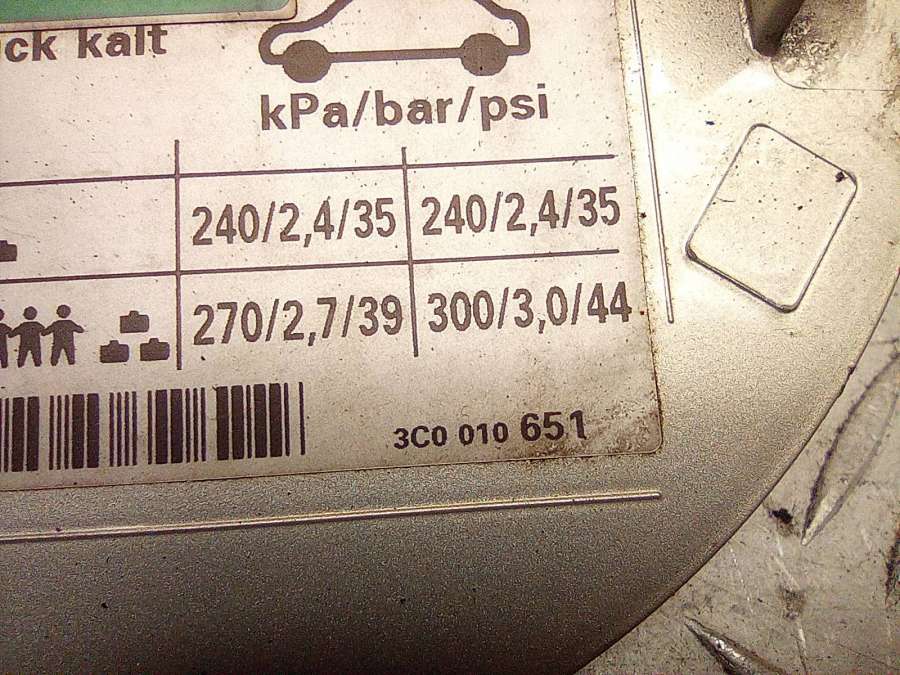 ck kalt
kPa/bar/psi
240/2,4/35 240/2,4/35
270/2,7/39 300/3,0/44
3C0 010 651